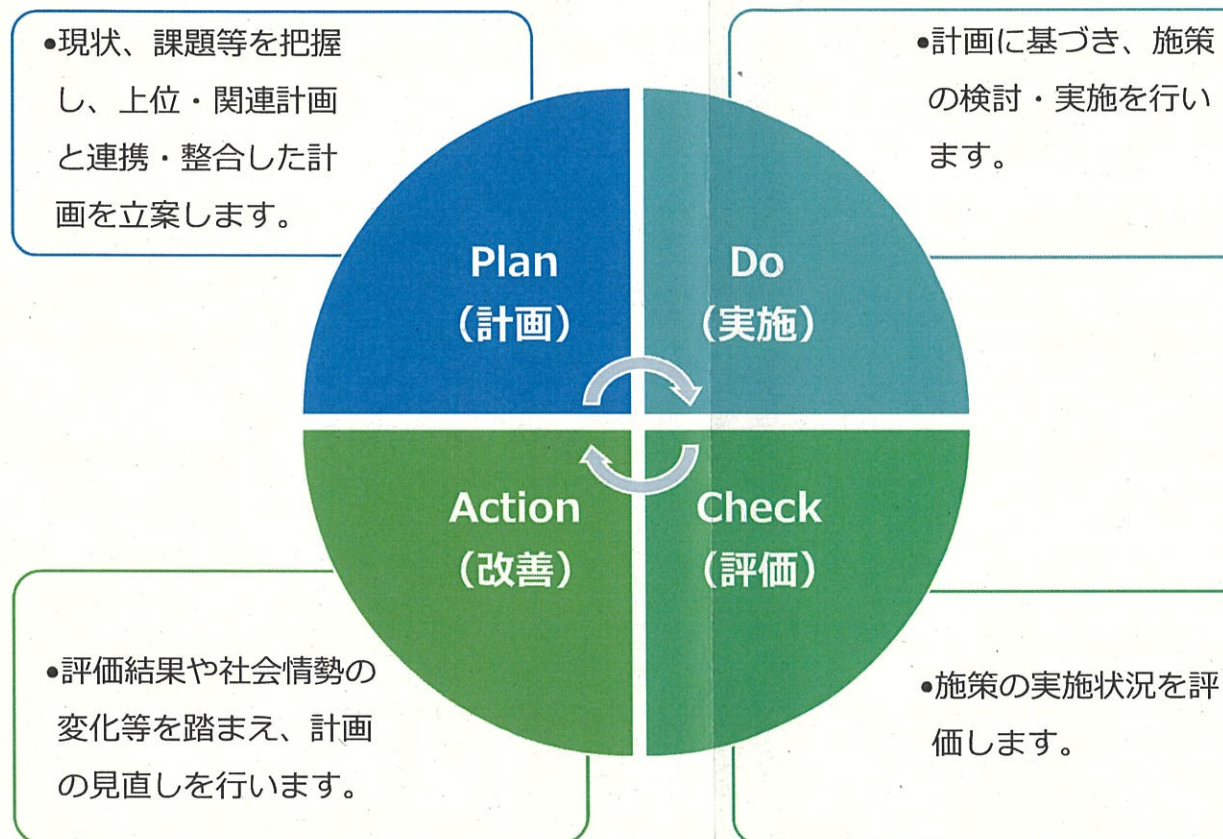 •現状、課題等を把握
し、上位・関連計画
と連携・整合した計
画を立案します。
•計画に基づき、施策
の検討・実施を行い
ます。
Plan
（計画）
Do
（実施）
Action
（改善）
Check
（評価）
•評価結果や社会情勢の
変化等を踏まえ、計画
の見直しを行います。
•施策の実施状況を評
価します。